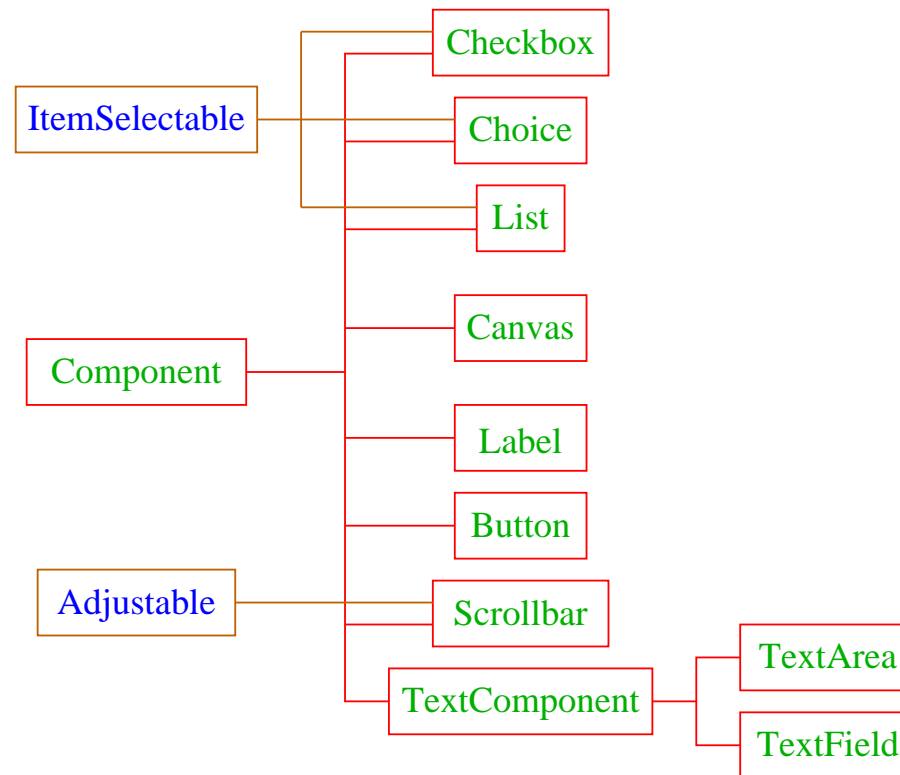 Checkbox
ItemSelectable
Choice
List
Canvas
Component
Label
Button
Adjustable
Scrollbar
TextArea
TextComponent
TextField